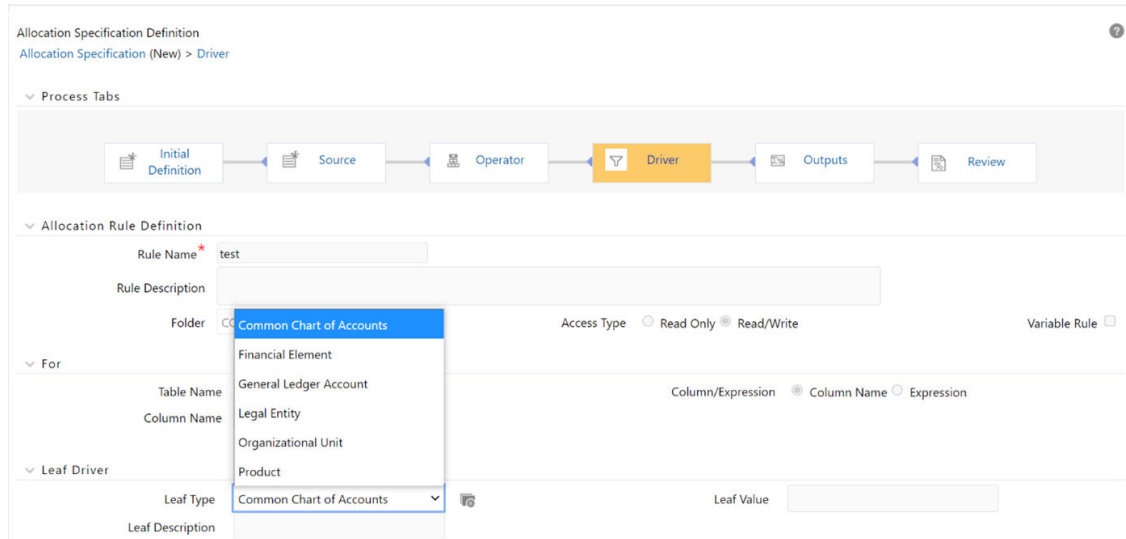 Allocation Specification Definition
Allocation Specification (New) > Driver
Process Tabs
Initial Definition
Source
Operator
Driver
Outputs
Review
Allocation Rule Definition
Rule Name* test
Rule Description
Folder CO
Access Type Read Only Read/Write
Variable Rule
Common Chart of Accounts
Financial Element
General Ledger Account
Legal Entity
Organizational Unit
Product
For
Table Name
Column/Expression Column Name Expression
Column Name
Leaf Driver
Leaf Type Common Chart of Accounts
Leaf Value
Leaf Description